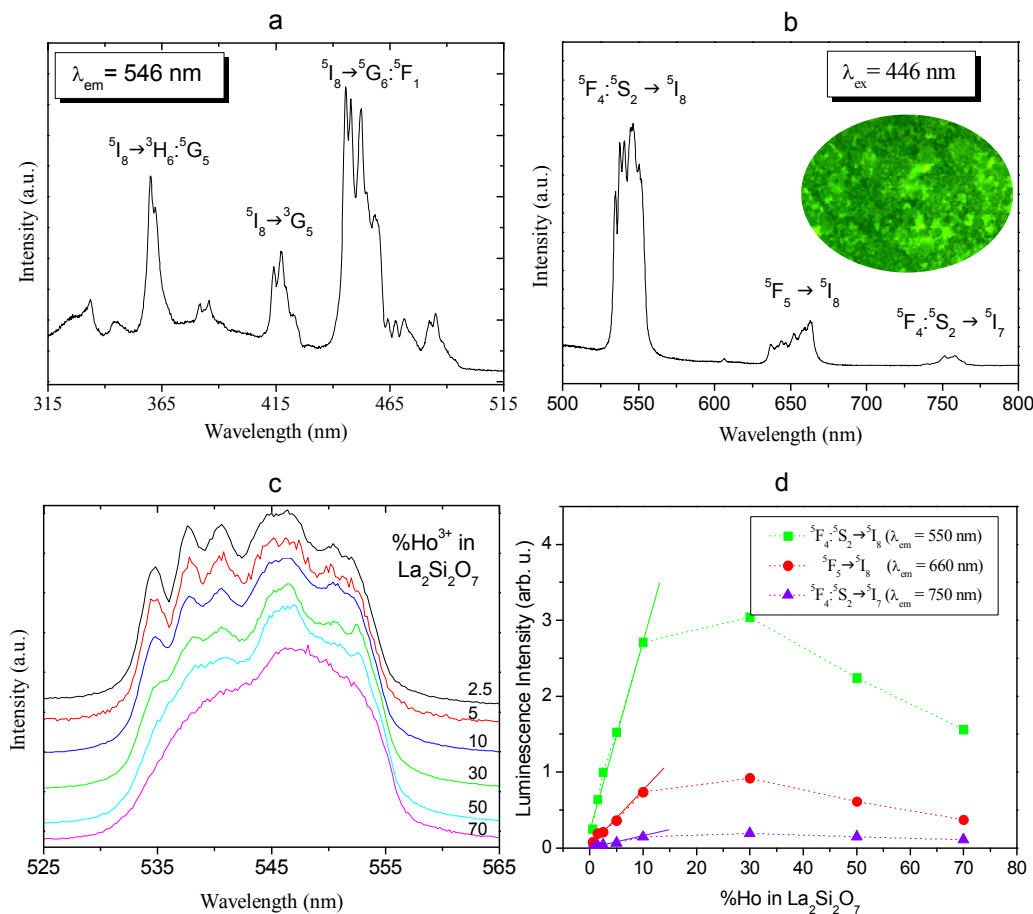 a
λem = 546 nm
⁵I₈→⁵G₆:⁵F₁
⁵I₈→³H₆:⁵G₅
⁵I₈→³G₅
Intensity (a.u.)
315 365 415 465 515
Wavelength (nm)
b
λex = 446 nm
⁵F₄:⁵S₂ → ⁵I₈
⁵F₅ → ⁵I₈
⁵F₄:⁵S₂ → ⁵I₇
Intensity (a.u.)
500 550 600 650 700 750 800
Wavelength (nm)
c
%Ho³⁺ in
La₂Si₂O₇
2.5
5
10
30
50
70
Intensity (a.u.)
525 535 545 555 565
Wavelength (nm)
d
⁵F₄:⁵S₂→⁵I₈ (λem = 550 nm)
⁵F₅→⁵I₈ (λem = 660 nm)
⁵F₄:⁵S₂→⁵I₇ (λem = 750 nm)
Luminescence Intensity (arb. u.)
4
3
2
1
0
0 10 20 30 40 50 60 70 80
%Ho in La₂Si₂O₇